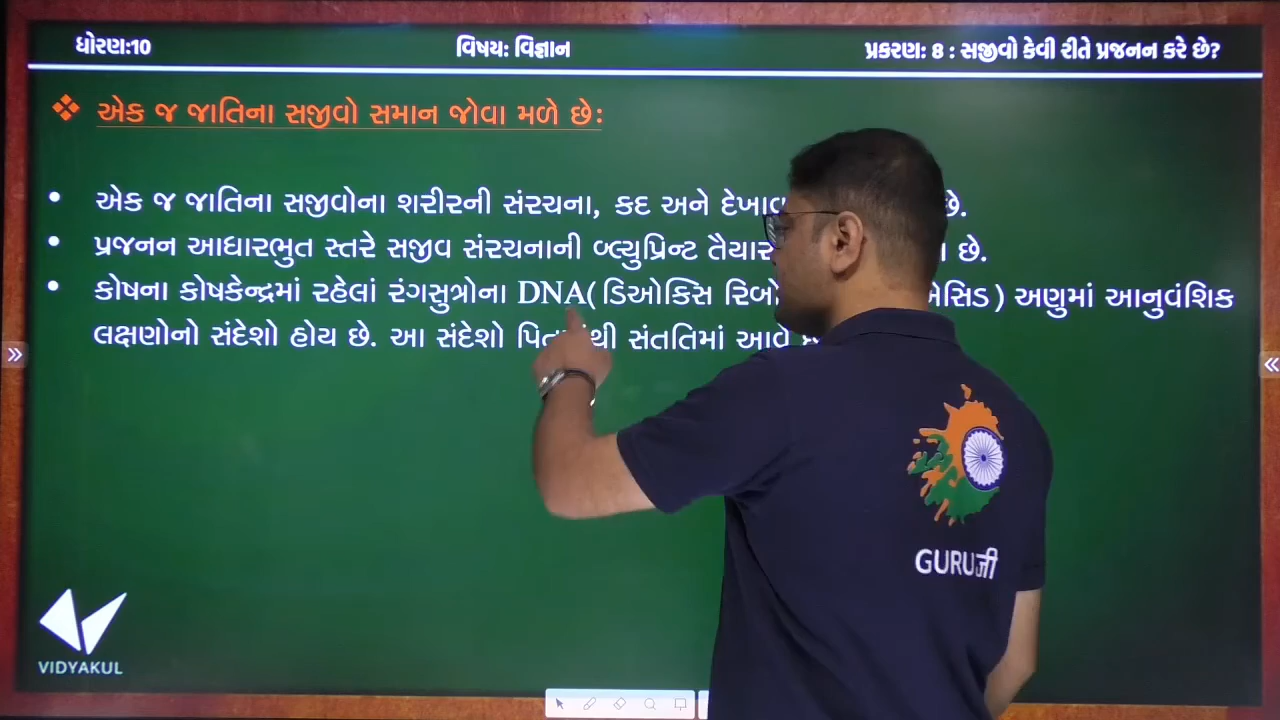 ધોરણ:10
વિષય: વિજ્ઞાન
પ્રકરણ: 8 : સજીવો કેવી રીતે પ્રજનન કરે છે?
એક જ જાતિના સજીવો સમાન જોવા મળે છે:
એક જ જાતિના સજીવોના શરીરની સંરચના, કદ અને છે.
પ્રજનન આધારભુત સ્તરે સજીવ સંરચનાની બ્લ્યુપ્રિન્ટ છે.
કોષના કોષકેન્દ્રમાં રહેલાં રંગસુત્રોના DNA(ડિઓક્સિ અણુમાં આનુવંશિક
લક્ષણોનો સંદેશો હોય છે. આ સંદેશો સંતતિમાં આવે
GURUजी
VIDYAKUL